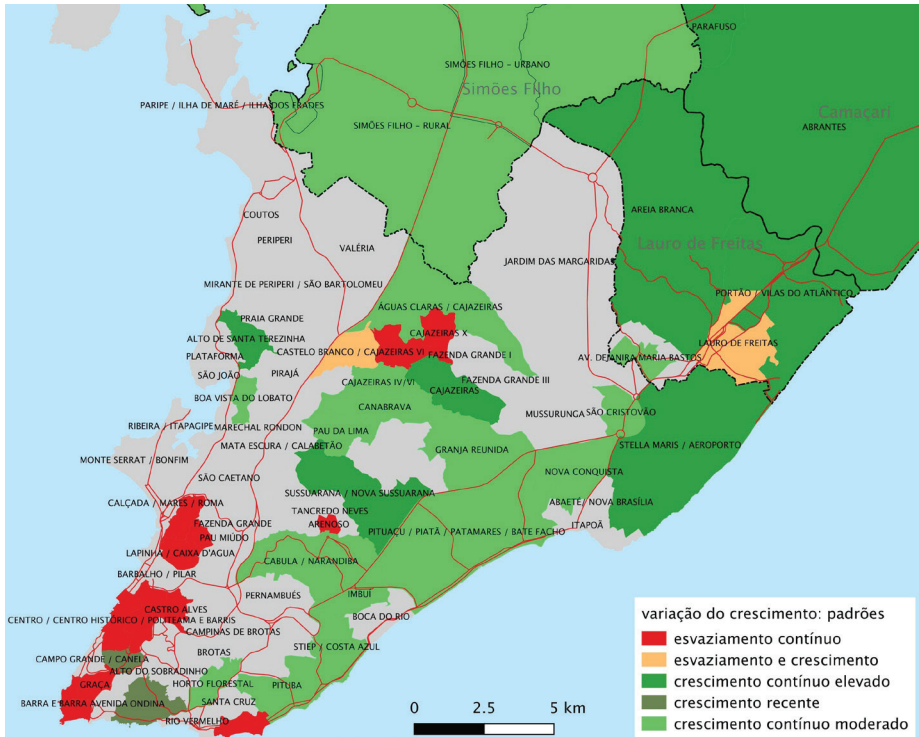 PARAFUSO
SIMÕES FILHO - URBANO
Simões Filho
PARIPE / ILHA DE MARÉ / ILHA DOS FRADES
Camaçari
SIMÕES FILHO - RURAL
ABRANTES
COUTOS
AREIA BRANCA
PERIPERI
VALÉRIA
Lauro de Freitas
JARDIM DAS MARGARIDAS
MIRANTE DE PERIPERI / SÃO BARTOLOMEU
PORTÃO / VILAS DO ATLÂNTICO
ÁGUAS CLARAS / CAJAZEIRAS
PRAIA GRANDE
CAJAZEIRAS X
ALTO DE SANTA TEREZINHA
LAURO DE FREITAS
CASTELO BRANCO / CAJAZEIRAS VI
FAZENDA GRANDE I
AV. DEJANIRA MARIA BASTOS
PLATAFORMA
SÃO JOÃO
PIRAJÁ
CAJAZEIRAS IV/VI
FAZENDA GRANDE III
CAJAZEIRAS
BOA VISTA DO LOBATO
CANABRAVA
MUSSURUNGA
SÃO CRISTOVÃO
RIBEIRA / ITAPAGIPE
MARECHAL RONDON
PAU DA LIMA
MATA ESCURA / CALABETÃO
STELLA MARIS / AEROPORTO
GRANJA REUNIDA
MONTE SERRAT / BONFIM
NOVA CONQUISTA
SÃO CAETANO
SUSSUARANA / NOVA SUSSUARANA
CALÇADA / MARES / ROMA
ABAETÉ/ NOVA BRASÍLIA
TANCREDO NEVES
FAZENDA GRANDE
ARENOSO
ITAPOÃ
PITUAÇU / PIATÃ / PATAMARES / BATE FACHO
PAU MIÚDO
LAPINHA / CAIXA D'AGUA
CABULA / NARANDIBA
BARBALHO / PILAR
PERNAMBUÉS
IMBUÍ
CASTRO ALVES
BOCA DO RIO
CENTRO / CENTRO HISTÓRICO / POLITEAMA E BARRIS
CAMPINAS DE BROTAS
STIEP / COSTA AZUL
BROTAS
CAMPO GRANDE / CANELA
ALTO DO SOBRADINHO
GRAÇA
HORTO FLORESTAL
PITUBA
BARRA E BARRA AVENIDA
ONDINA
SANTA CRUZ
RIO VERMELHO
0 2.5 5 km
variação do crescimento: padrões
esvaziamento contínuo
esvaziamento e crescimento
crescimento contínuo elevado
crescimento recente
crescimento contínuo moderado